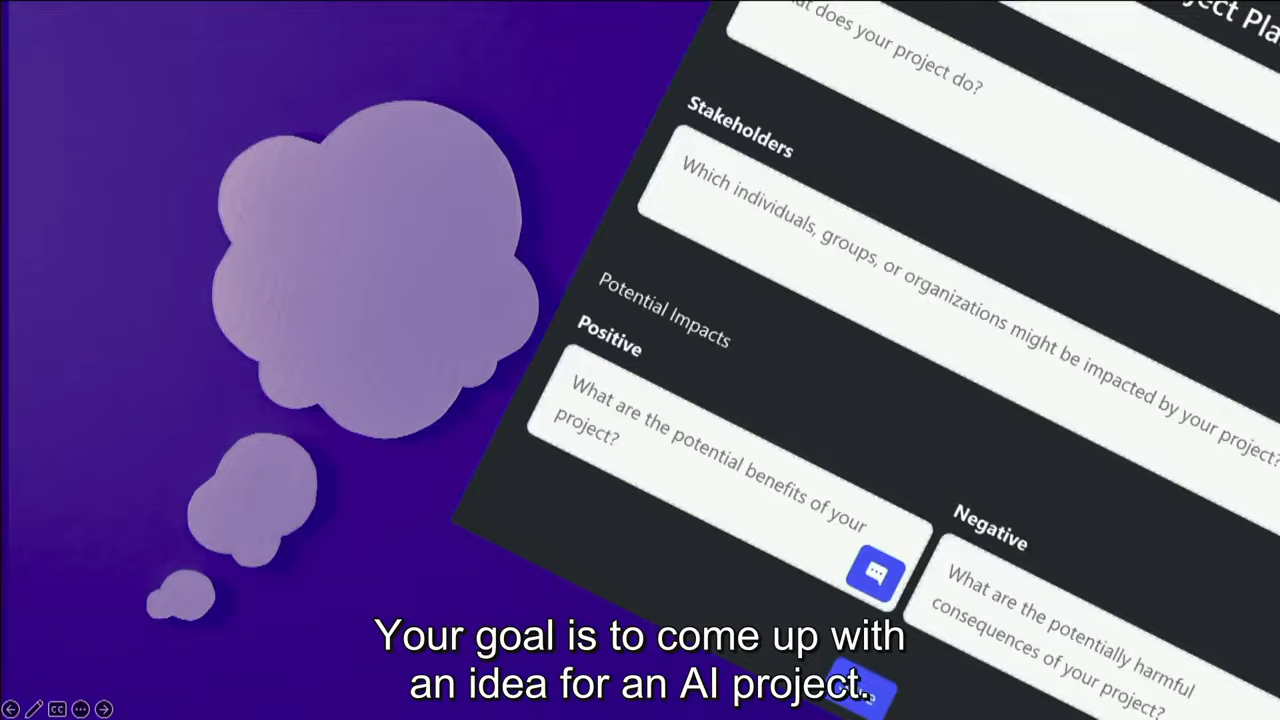 ject Pla
at does your project do?
Stakeholders
Which individuals, groups, or organizations might be impacted by your project?
Potential Impacts
Positive
What are the potential benefits of your
project?
Negative
What are the potentially harmful
consequences of your project?
Your goal is to come up with
an idea for an AI project.
CC